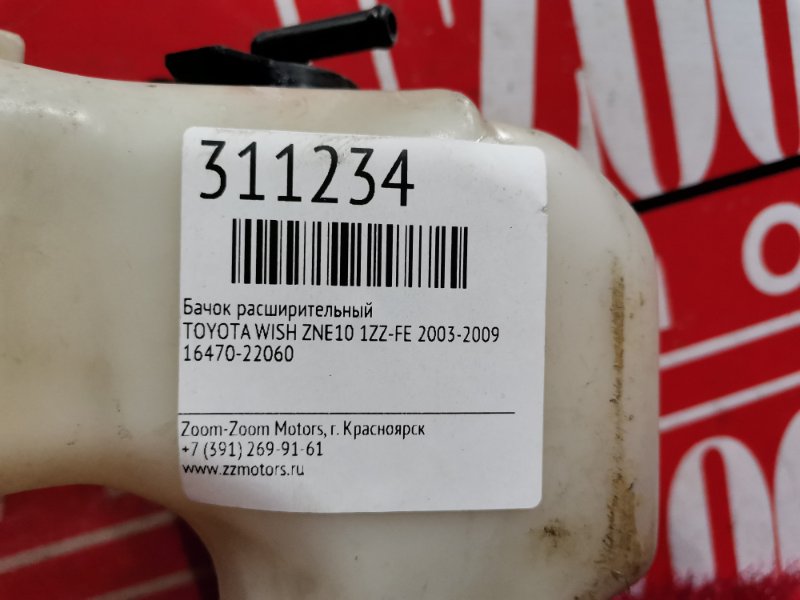 311234
Бачок расширительный
TOYOTA WISH ZNE10 1ZZ-FE 2003-2009
16470-22060
Zoom-Zoom Motors, г. Красноярск
+7 (391) 269-91-61
www.zzmotors.ru